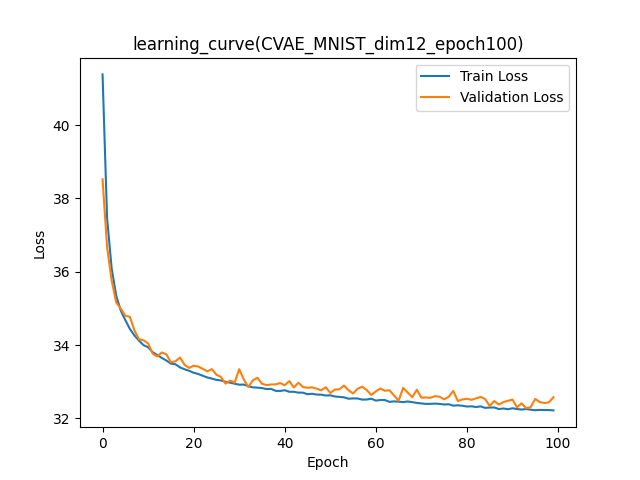 learning_curve(CVAE_MNIST_dim12_epoch100)
Train Loss
Validation Loss
Loss
40
38
36
34
32
0 20 40 60 80 100
Epoch